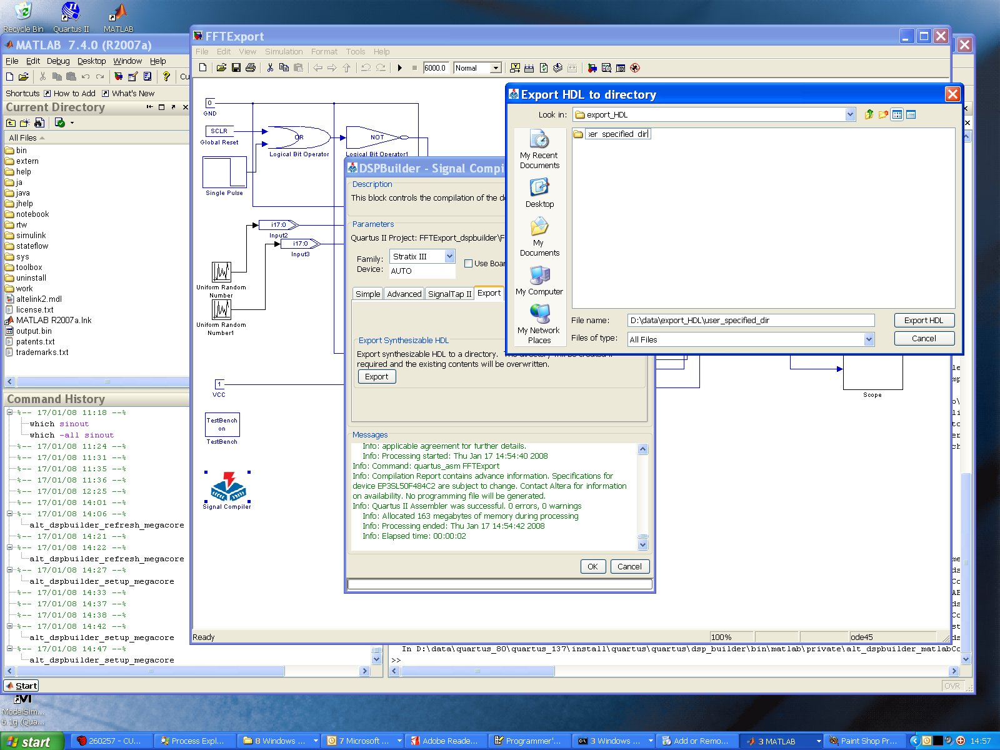 Recycle Bin
Quartus II
MATLAB
MATLAB 7.4.0 (R2007a)
File Edit Debug Desktop Window Help
Shortcuts How to Add What's New
Current Directory
All Files
bin
extern
help
ja
java
jhelp
notebook
rtw
simulink
stateflow
sys
toolbox
uninstall
work
altelink2.mdl
license.txt
MATLAB R2007a.lnk
output.bin
patents.txt
trademarks.txt
Command History
%-- 17/01/08 11:18 --%
which sinout
which -all sinout
%-- 17/01/08 11:24 --%
%-- 17/01/08 11:31 --%
%-- 17/01/08 11:35 --%
%-- 17/01/08 11:36 --%
%-- 17/01/08 12:25 --%
%-- 17/01/08 14:01 --%
%-- 17/01/08 14:06 --%
alt_dspbuilder_refresh_megacore
%-- 17/01/08 14:21 --%
%-- 17/01/08 14:22 --%
alt_dspbuilder_refresh_megacore
%-- 17/01/08 14:27 --%
alt_dspbuilder_setup_megacore
%-- 17/01/08 14:33 --%
%-- 17/01/08 14:37 --%
%-- 17/01/08 14:38 --%
%-- 17/01/08 14:42 --%
alt_dspbuilder_setup_megacore
%-- 17/01/08 14:47 --%
alt_dspbuilder_setup_megacore
Start
FFTExport
File Edit View Simulation Format Tools Help
6000.0 Normal
0
GND
SCLR
Global Reset
OR
Logical Bit Operator
NOT
Logical Bit Operator1
Single Pulse
i17:0
Input2
i17:0
Input3
Uniform Random
Number
Uniform Random
Number1
1
VCC
TestBench
on
TestBench
Signal Compiler
Scope
Ready
100%
ode45
DSPBuilder - Signal Compi
Description
This block controls the compilation of the d
Parameters
Quartus II Project: FFTExport_dspbuilder\F
Family: Stratix III
Device: AUTO
Use Boar
Simple Advanced SignalTap II Export
Export Synthesizable HDL
Export synthesizable HDL to a directory.
required and the existing contents will be overwritten.
Export
Messages
Info: applicable agreement for further details.
Info: Processing started: Thu Jan 17 14:54:40 2008
Info: Command: quartus_asm FFTExport
Info: Compilation Report contains advance information. Specifications for
device EP3SL50F484C2 are subject to change. Contact Altera for information
on availability. No programming file will be generated.
Info: Quartus II Assembler was successful. 0 errors, 0 warnings
Info: Allocated 163 megabytes of memory during processing
Info: Processing ended: Thu Jan 17 14:54:42 2008
Info: Elapsed time: 00:00:02
OK Cancel
Export HDL to directory
Look in: export_HDL
ser_specified_dir
My Recent
Documents
Desktop
My
Documents
My Computer
My Network
Places
File name: D:\data\export_HDL\user_specified_dir
Files of type: All Files
Export HDL
Cancel
In D:\data\quartus_80\quartus_137\install\quartus\quartus\dsp_builder\bin\matlab\private\alt_dspbuilder_matlabCo
>>
OVR
ModelSim...
6.1g (Qua...
start
260257 - CU...
Process Expl...
8 Windows ...
7 Microsoft ...
Adobe Reade...
Programmer'...
3 Windows ...
Add or Remo...
3 MATLAB
Paint Shop Pr...
14:57